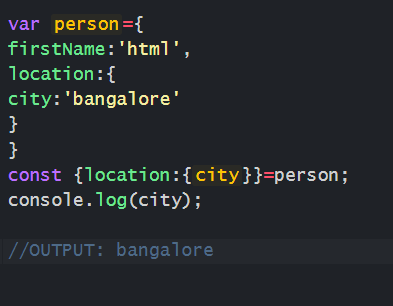 var person={
firstName:'html',
location:{
city:'bangalore'
}
}
const {location:{city}}=person;
console.log(city);
//OUTPUT: bangalore